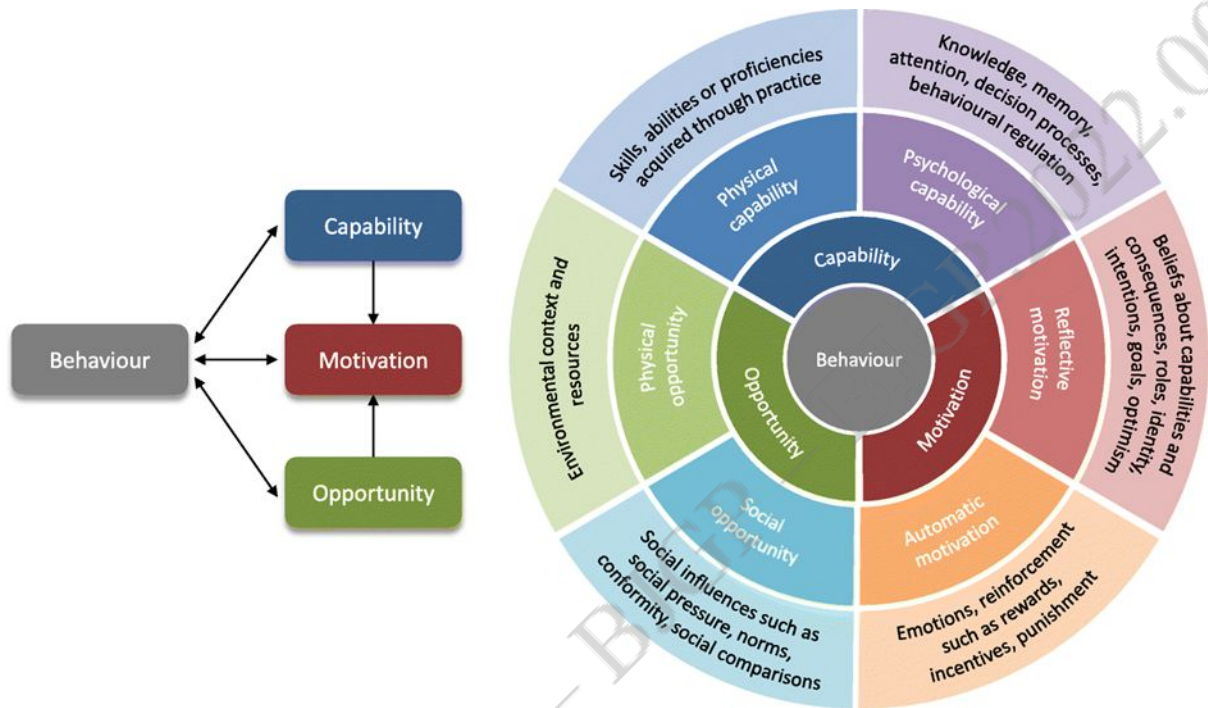 Capability
Behaviour
Motivation
Opportunity
Skills, abilities or proficiencies
acquired through practice
Knowledge, memory,
attention, decision processes,
behavioural regulation
Physical
capability
Psychological
capability
Capability
Environmental context and
resources
Physical
opportunity
Opportunity
Behaviour
Motivation
Reflective
motivation
Beliefs about capabilities and
consequences, roles, identity,
intentions, goals, optimism
Social
opportunity
Automatic
motivation
Social influences such as
social pressure, norms,
conformity, social comparisons
Emotions, reinforcement
such as rewards,
incentives, punishment